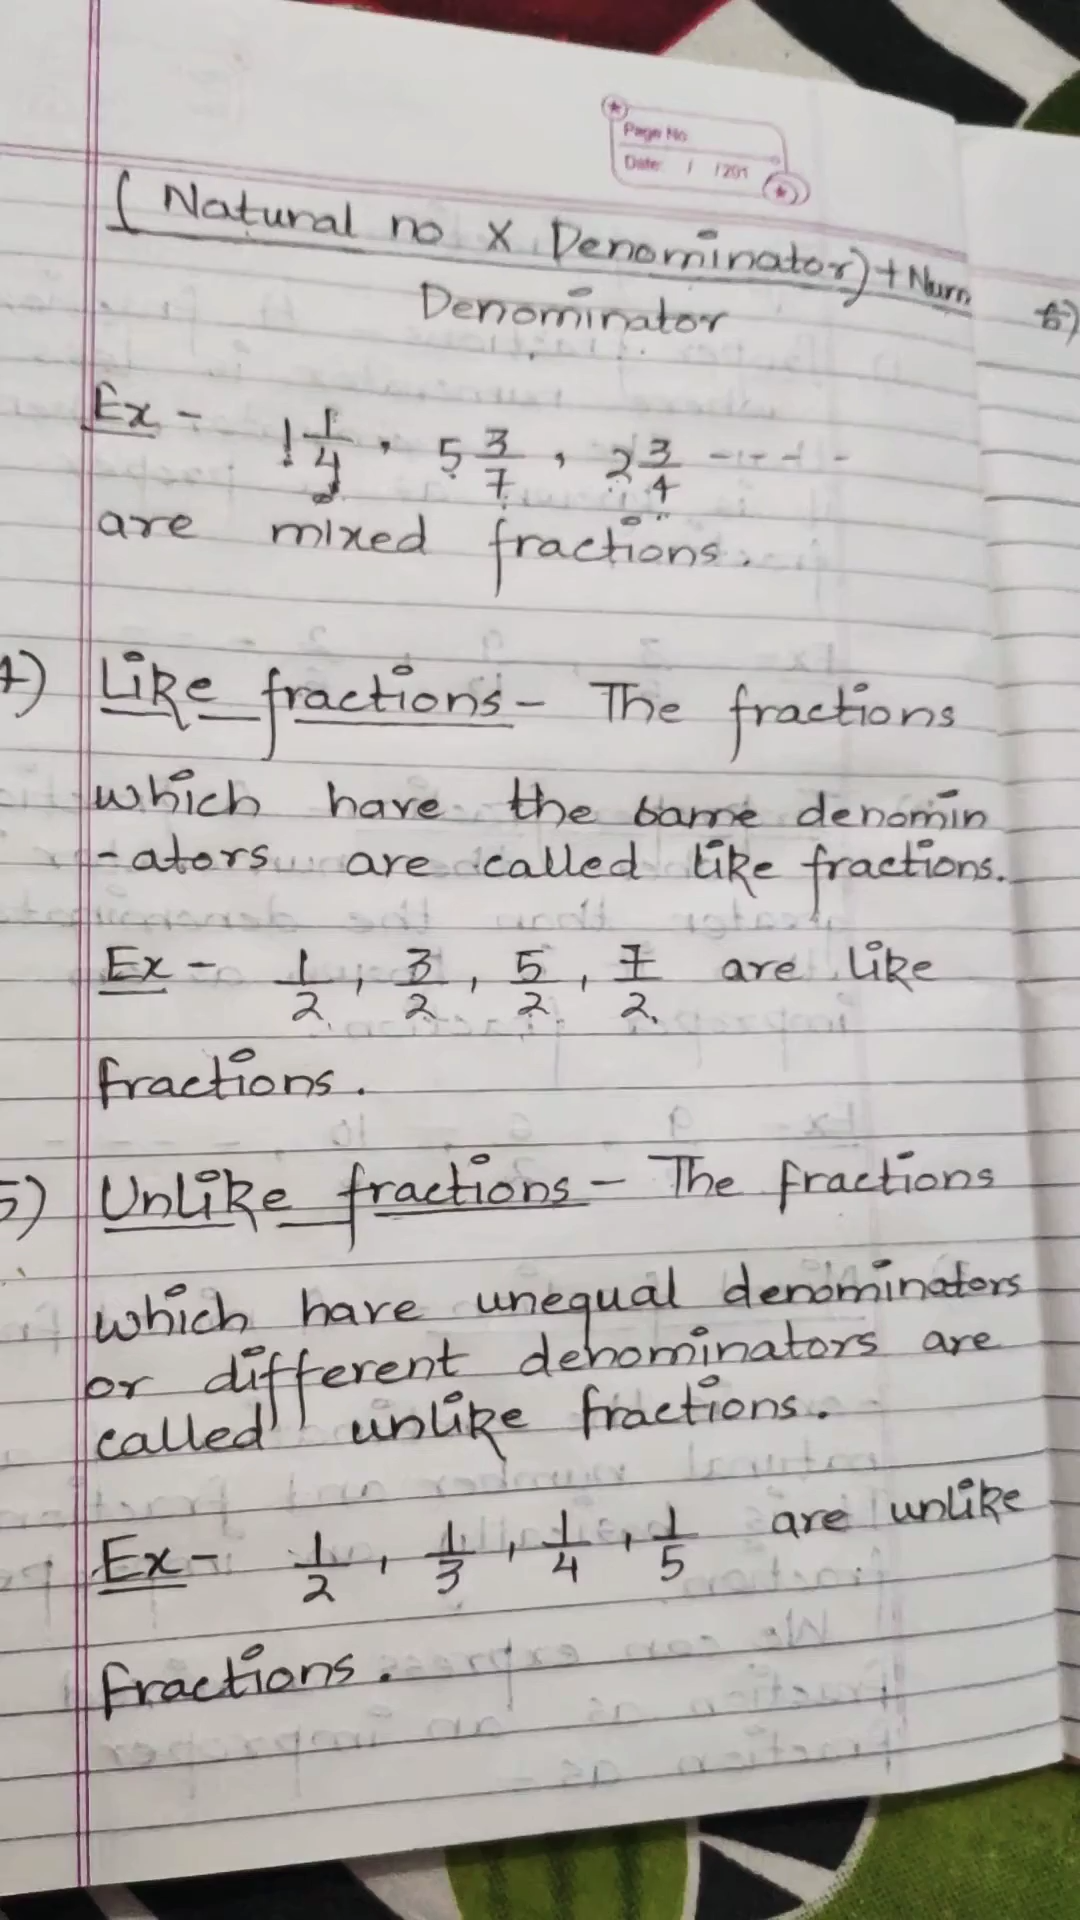 Page No
Date: / /201
( Natural no × Denominator) + Num
Denominator
6)
Ex - 1 1/4, 5 3/7, 2 3/4 -----
are mixed fractions.
4) Like fractions - The fractions
which have the same denomin
-ators are called like fractions.
Ex - 1/2, 3/2, 5/2, 7/2 are like
fractions.
5) Unlike fractions - The fractions
which have unequal denominators
or different denominators are
called unlike fractions.
Ex - 1/2, 1/3, 1/4, 1/5 are unlike
fractions.